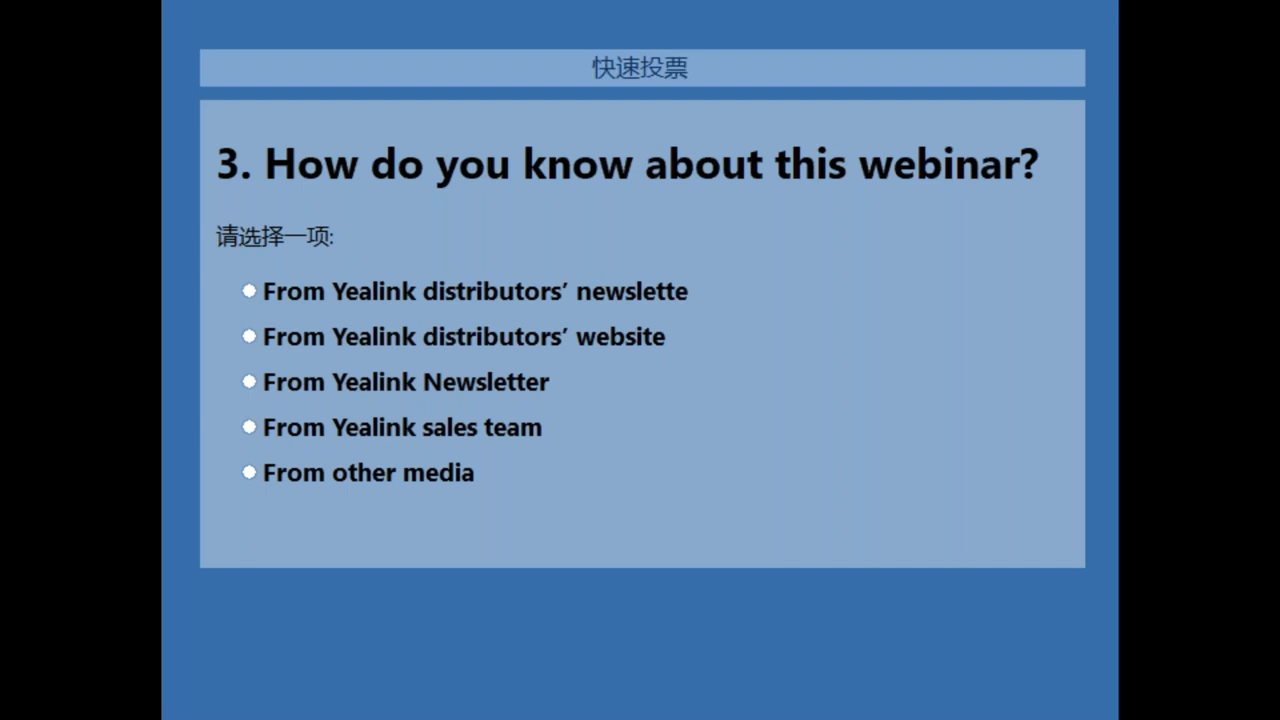 快速投票
3. How do you know about this webinar?
请选择一项:
From Yealink distributors’ newslette
From Yealink distributors’ website
From Yealink Newsletter
From Yealink sales team
From other media